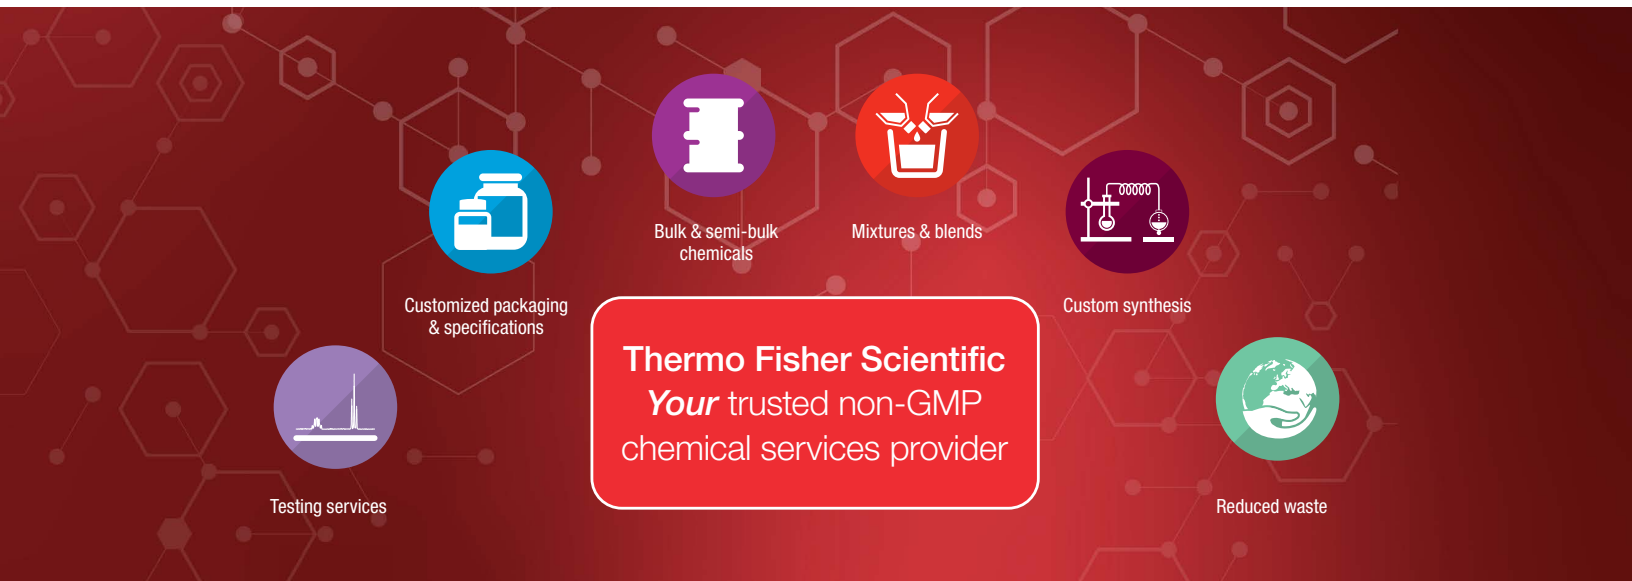 Bulk & semi-bulk
chemicals
Mixtures & blends
Customized packaging
& specifications
Custom synthesis
Thermo Fisher Scientific
Your trusted non-GMP
chemical services provider
Testing services
Reduced waste